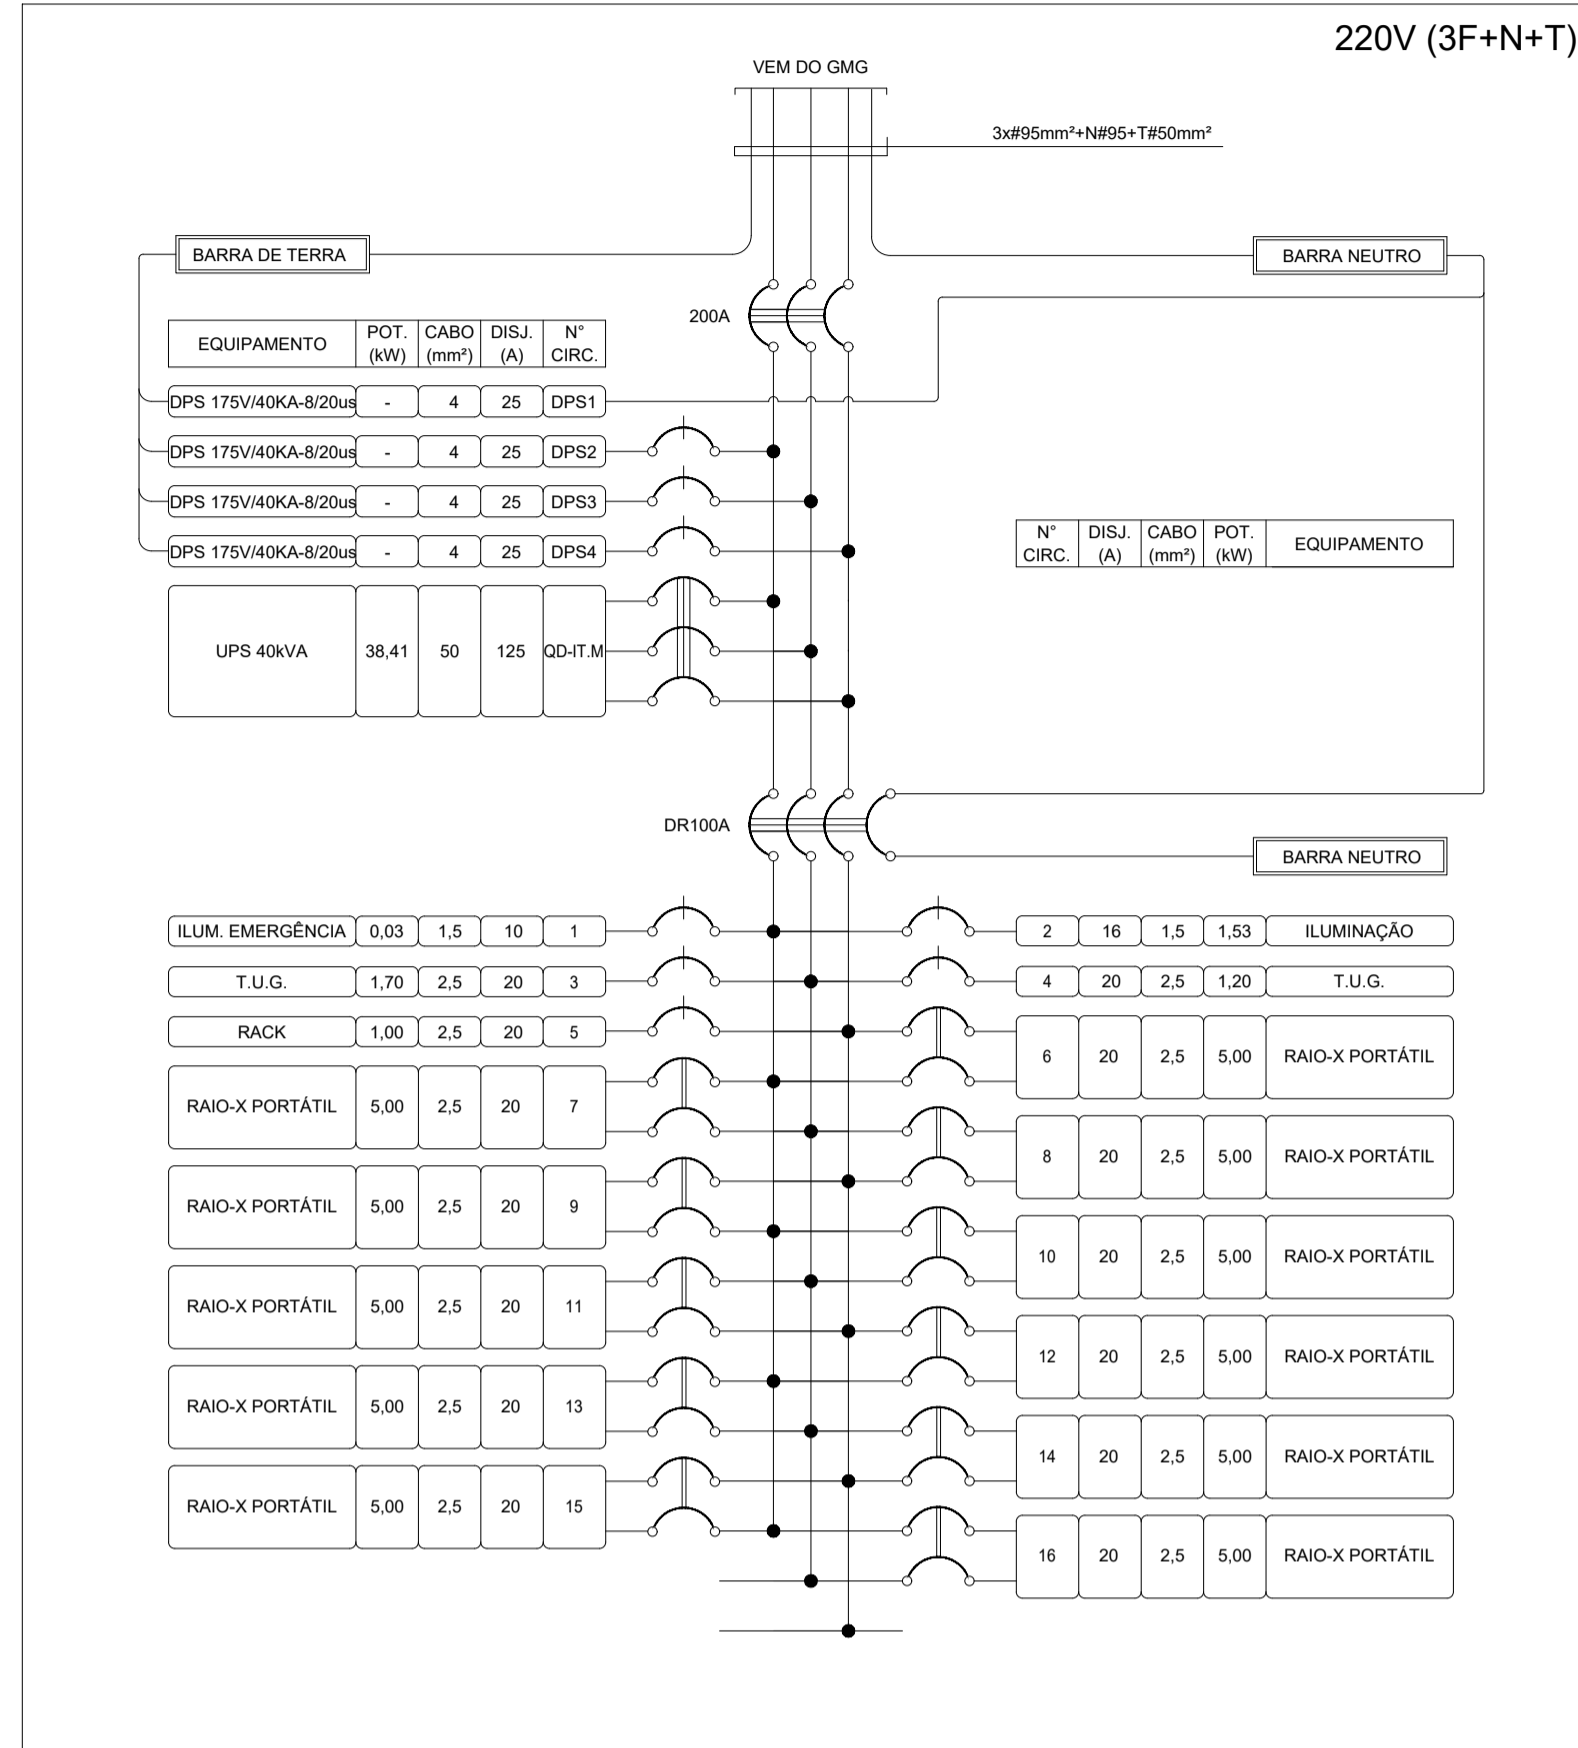 220V (3F+N+T)
VEM DO GMG
3x#95mm²+N#95+T#50mm²
BARRA DE TERRA
BARRA NEUTRO
200A
EQUIPAMENTO POT. (kW) CABO (mm²) DISJ. (A) N° CIRC.
DPS 175V/40KA-8/20us - 4 25 DPS1
DPS 175V/40KA-8/20us - 4 25 DPS2
DPS 175V/40KA-8/20us - 4 25 DPS3
DPS 175V/40KA-8/20us - 4 25 DPS4
UPS 40kVA 38,41 50 125 QD-IT.M
N° CIRC. DISJ. (A) CABO (mm²) POT. (kW) EQUIPAMENTO
DR100A
BARRA NEUTRO
ILUM. EMERGÊNCIA 0,03 1,5 10 1
2 16 1,5 1,53 ILUMINAÇÃO
T.U.G. 1,70 2,5 20 3
4 20 2,5 1,20 T.U.G.
RACK 1,00 2,5 20 5
6 20 2,5 5,00 RAIO-X PORTÁTIL
RAIO-X PORTÁTIL 5,00 2,5 20 7
8 20 2,5 5,00 RAIO-X PORTÁTIL
RAIO-X PORTÁTIL 5,00 2,5 20 9
10 20 2,5 5,00 RAIO-X PORTÁTIL
RAIO-X PORTÁTIL 5,00 2,5 20 11
12 20 2,5 5,00 RAIO-X PORTÁTIL
RAIO-X PORTÁTIL 5,00 2,5 20 13
14 20 2,5 5,00 RAIO-X PORTÁTIL
RAIO-X PORTÁTIL 5,00 2,5 20 15
16 20 2,5 5,00 RAIO-X PORTÁTIL